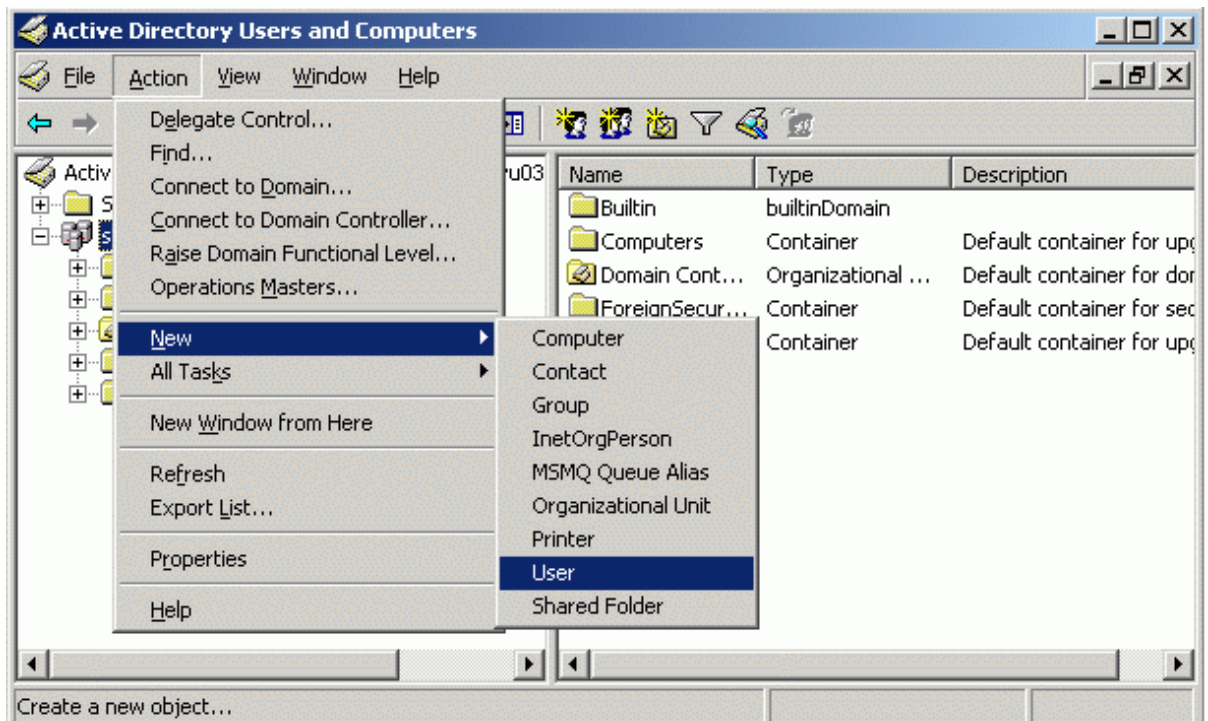 Active Directory Users and Computers
File Action View Window Help
Delegate Control...
Find...
Connect to Domain...
Connect to Domain Controller...
Raise Domain Functional Level...
Operations Masters...
New
All Tasks
New Window from Here
Refresh
Export List...
Properties
Help
Computer
Contact
Group
InetOrgPerson
MSMQ Queue Alias
Organizational Unit
Printer
User
Shared Folder
Activ
S
s
vu03
Name Type Description
Builtin builtinDomain
Computers Container Default container for upg
Domain Cont... Organizational ... Default container for dor
ForeignSecur... Container Default container for sec
Container Default container for upg
Create a new object...